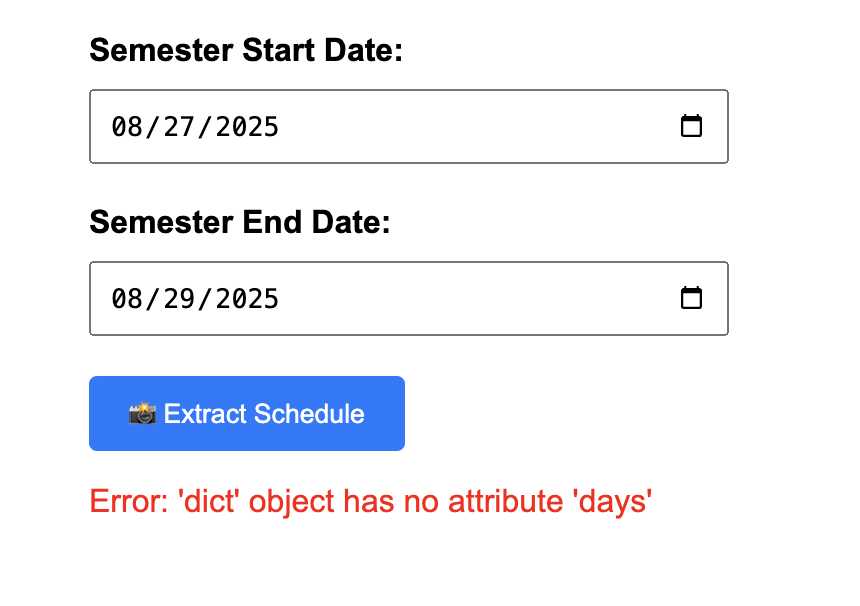 Semester Start Date:
08/27/2025
Semester End Date:
08/29/2025
📸 Extract Schedule
Error: 'dict' object has no attribute 'days'